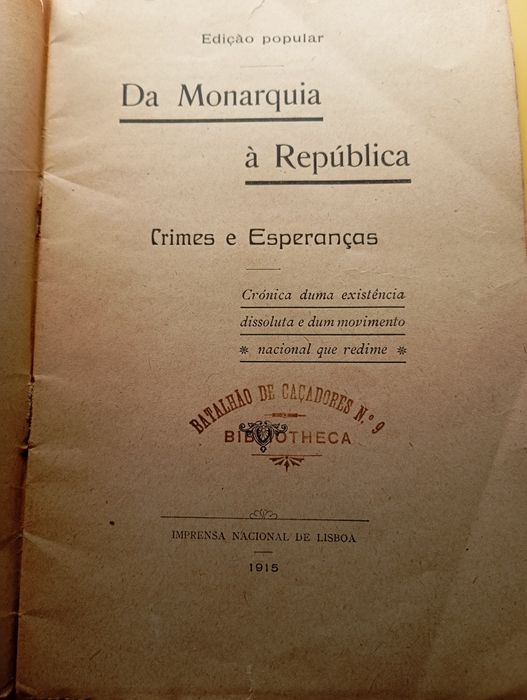 Edição popular
Da Monarquia
à República
Crimes e Esperanças
Crónica duma existência
dissoluta e dum movimento
* nacional que redime *
BATALHÃO DE CAÇADORES N.º 9
BIBLIOTHECA
IMPRENSA NACIONAL DE LISBOA
1915